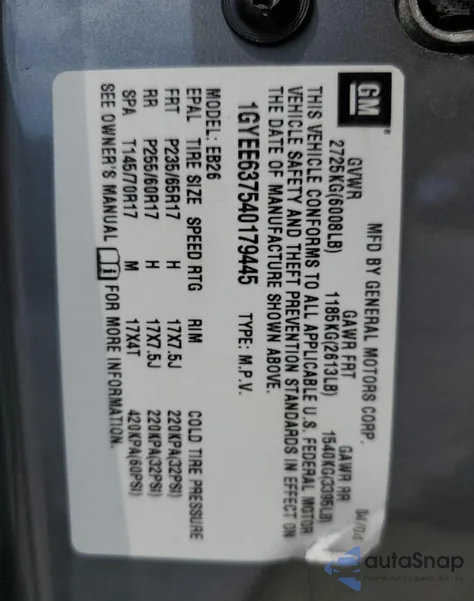 GM
MFD BY GENERAL MOTORS CORP.
04/04
GVWR GAWR FRT GAWR RR
2725KG(6008LB) 1185KG(2613LB) 1540KG(3395LB)
THIS VEHICLE CONFORMS TO ALL APPLICABLE U.S. FEDERAL MOTOR
VEHICLE SAFETY AND THEFT PREVENTION STANDARDS IN EFFECT ON
THE DATE OF MANUFACTURE SHOWN ABOVE.
1GYEE637540179445 TYPE: M.P.V.
MODEL: EB26
EPAL TIRE SIZE SPEED RTG RIM COLD TIRE PRESSURE
FRT P235/65R17 H 17X7.5J 220KPA(32PSI)
RR P255/60R17 H 17X7.5J 220KPA(32PSI)
SPA T145/70R17 M 17X4T 420KPA(60PSI)
SEE OWNER'S MANUAL FOR MORE INFORMATION.
autoSnap